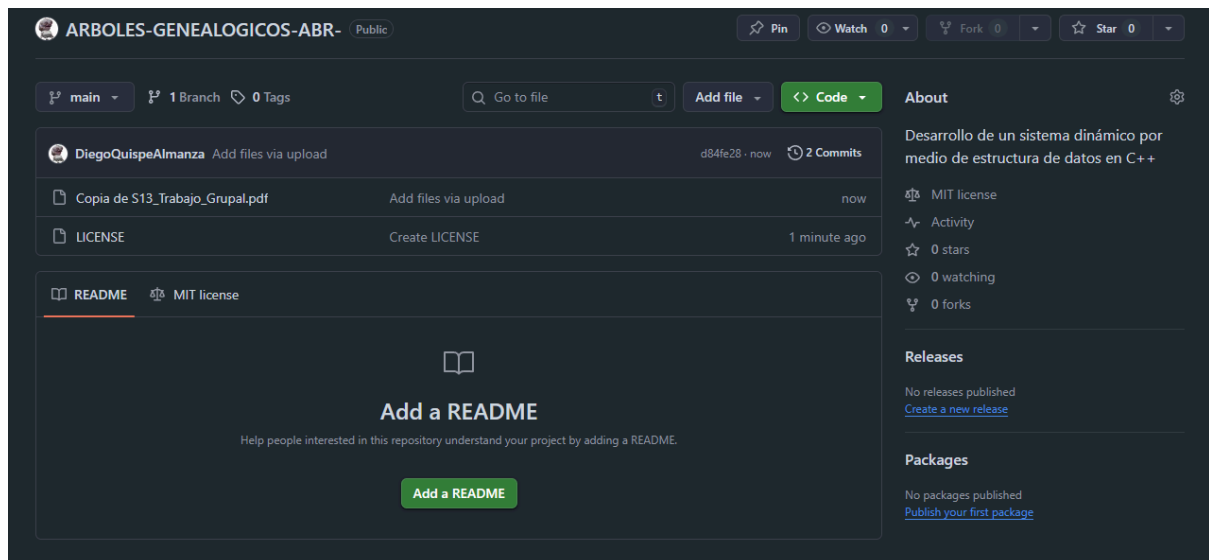 ARBOLES-GENEALOGICOS-ABR- Public
Pin Watch 0 Fork 0 Star 0
main 1 Branch 0 Tags Go to file t Add file Code
DiegoQuispeAlmanza Add files via upload d84fe28 · now 2 Commits
Copia de S13_Trabajo_Grupal.pdf Add files via upload now
LICENSE Create LICENSE 1 minute ago
README MIT license
Add a README
Help people interested in this repository understand your project by adding a README.
Add a README
About
Desarrollo de un sistema dinámico por
medio de estructura de datos en C++
MIT license
Activity
0 stars
0 watching
0 forks
Releases
No releases published
Create a new release
Packages
No packages published
Publish your first package